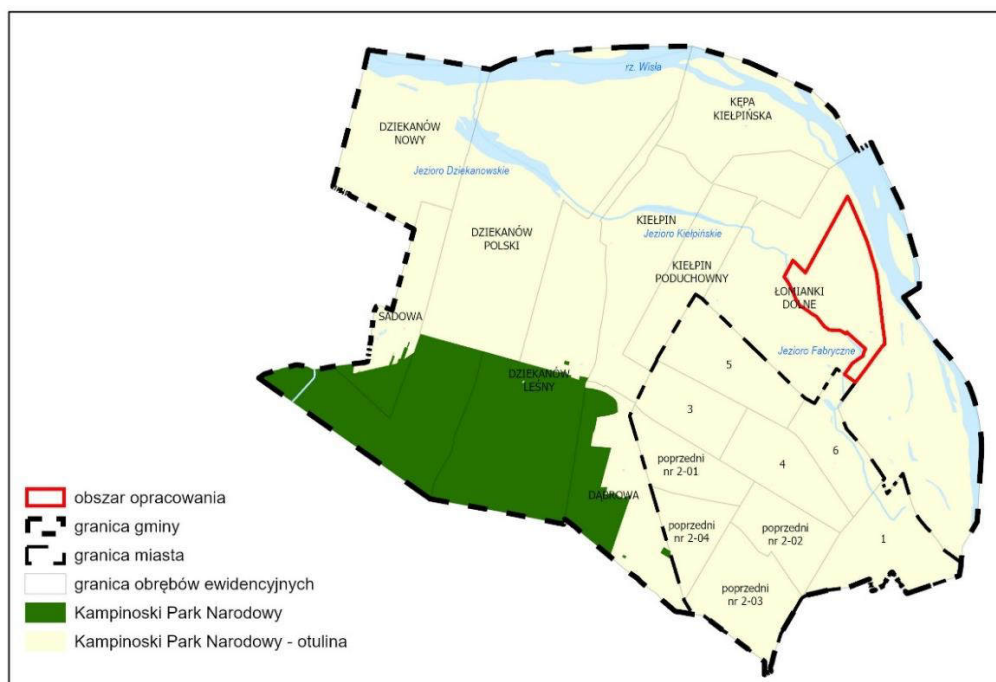 rz. Wisła
KĘPA
KIEŁPIŃSKA
DZIEKANÓW
NOWY
Jezioro Dziekanowskie
KIEŁPIN
DZIEKANÓW
POLSKI
Jezioro Kiełpińskie
KIEŁPIN
PODUCHOWNY
ŁOMIANKI
DOLNE
SADOWA
Jezioro Fabryczne
5
DZIEKANÓW
LEŚNY
3
6
poprzedni
nr 2-01
4
DĄBROWA
poprzedni
nr 2-04
poprzedni
nr 2-02
1
poprzedni
nr 2-03
obszar opracowania
granica gminy
granica miasta
granica obrębów ewidencyjnych
Kampinoski Park Narodowy
Kampinoski Park Narodowy - otulina